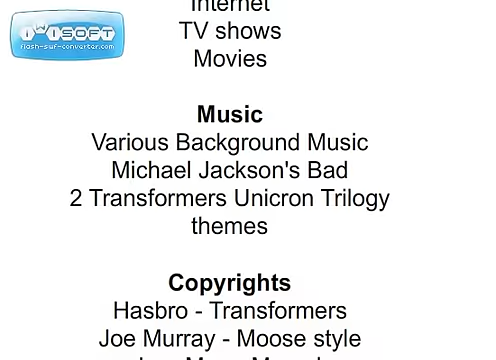 iWiSOFT
flash-swf-converter.com
Internet
TV shows
Movies
Music
Various Background Music
Michael Jackson's Bad
2 Transformers Unicron Trilogy
themes
Copyrights
Hasbro - Transformers
Joe Murray - Moose style